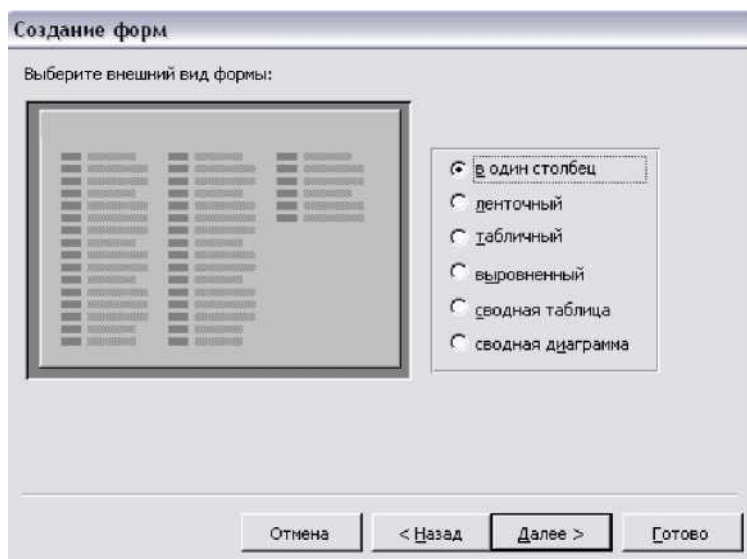 Создание форм
Выберите внешний вид формы:
в один столбец
ленточный
табличный
выровненный
сводная таблица
сводная диаграмма
Отмена
< Назад
Далее >
Готово